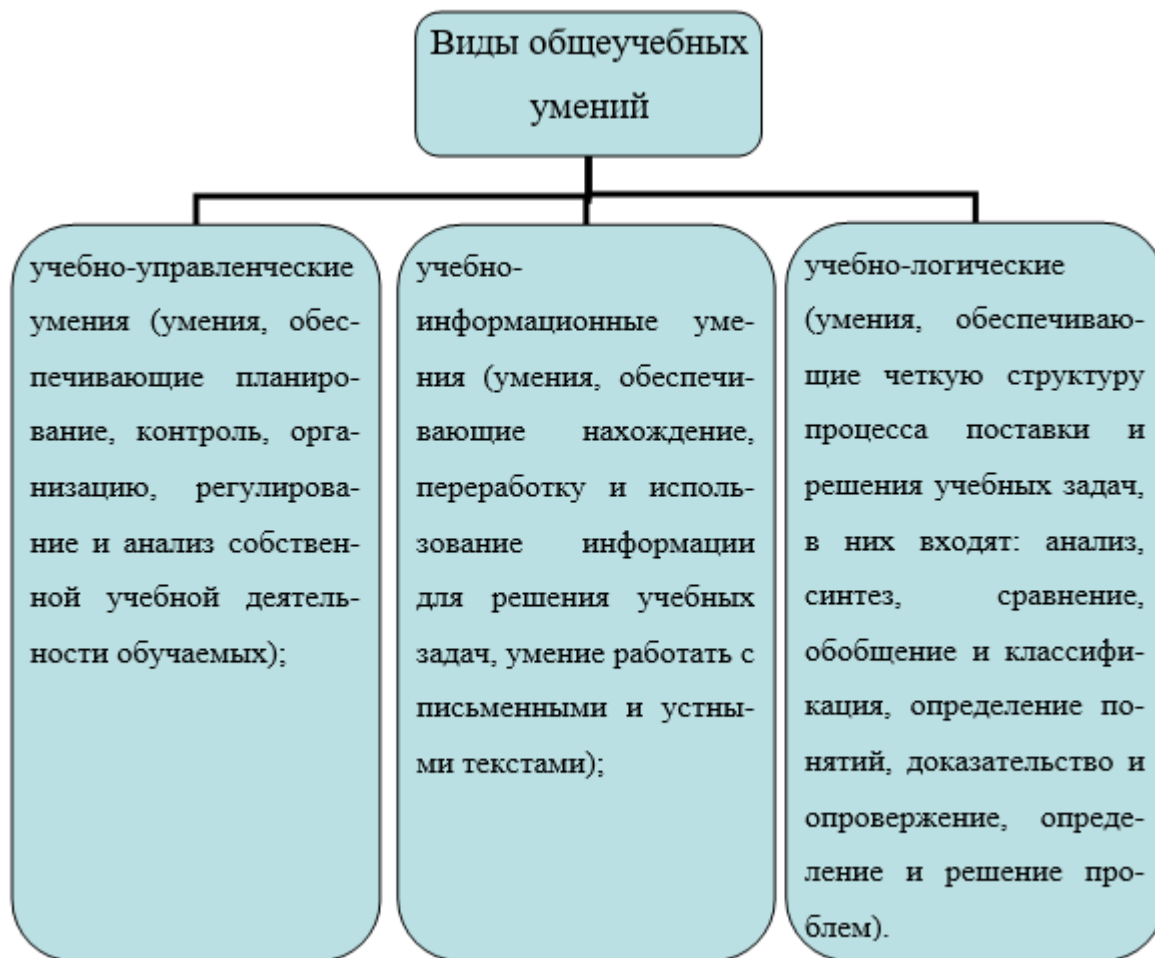 Виды общеучебных
умений
учебно-управленческие
умения (умения, обес-
печивающие планиро-
вание, контроль, орга-
низацию, регулирова-
ние и анализ собствен-
ной учебной деятель-
ности обучаемых);
учебно-
информационные уме-
ния (умения, обеспечи-
вающие нахождение,
переработку и исполь-
зование информации
для решения учебных
задач, умение работать с
письменными и устны-
ми текстами);
учебно-логические
(умения, обеспечиваю-
щие четкую структуру
процесса поставки и
решения учебных задач,
в них входят: анализ,
синтез, сравнение,
обобщение и классифи-
кация, определение по-
нятий, доказательство и
опровержение, опреде-
ление и решение про-
блем).